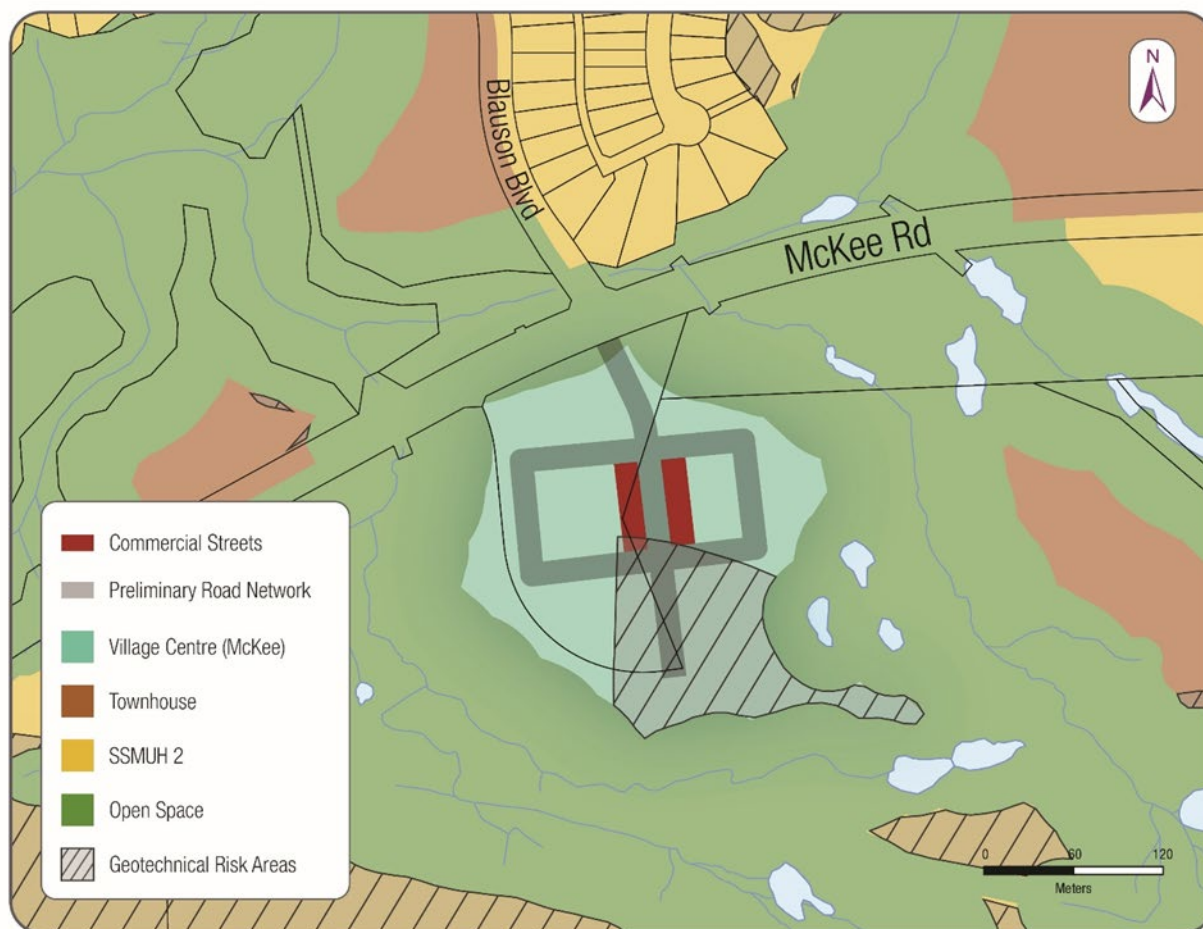 N
Blauson Blvd
McKee Rd
Commercial Streets
Preliminary Road Network
Village Centre (McKee)
Townhouse
SSMUH 2
Open Space
Geotechnical Risk Areas
0 60 120
Meters